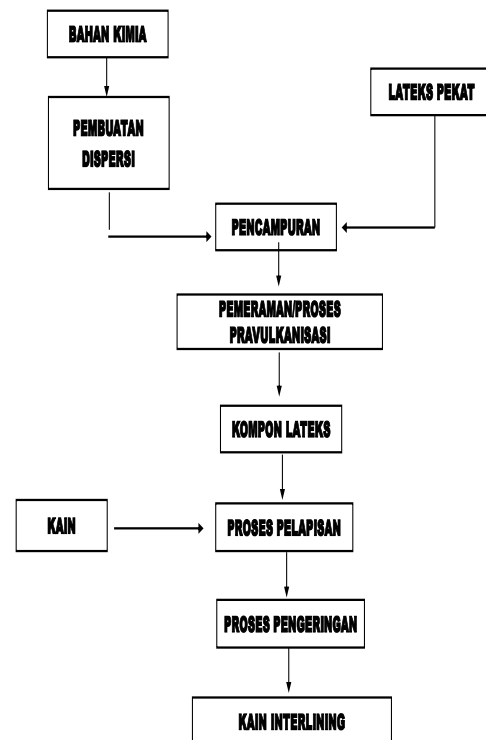 BAHAN KIMIA
LATEKS PEKAT
PEMBUATAN
DISPERSI
PENCAMPURAN
PEMERAMAN/PROSES
PRAVULKANISASI
KOMPON LATEKS
KAIN
PROSES PELAPISAN
PROSES PENGERINGAN
KAIN INTERLINING